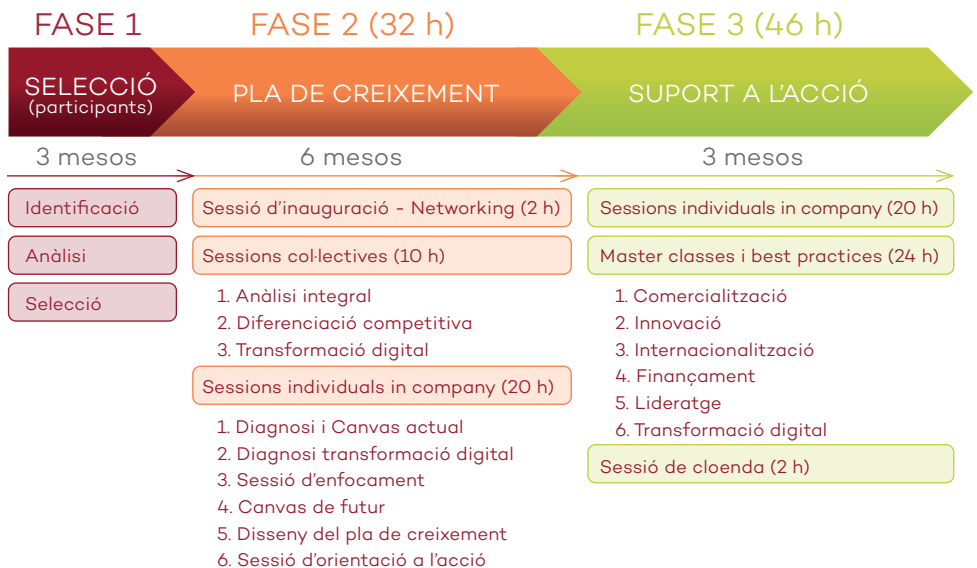 FASE 1
SELECCIÓ
(participants)
3 mesos
Identificació
Anàlisi
Selecció
FASE 2 (32 h)
PLA DE CREIXEMENT
6 mesos
Sessió d'inauguració - Networking (2 h)
Sessions col·lectives (10 h)
1. Anàlisi integral
2. Diferenciació competitiva
3. Transformació digital
Sessions individuals in company (20 h)
1. Diagnosi i Canvas actual
2. Diagnosi transformació digital
3. Sessió d'enfocament
4. Canvas de futur
5. Disseny del pla de creixement
6. Sessió d'orientació a l'acció
FASE 3 (46 h)
SUPORT A L'ACCIÓ
3 mesos
Sessions individuals in company (20 h)
Master classes i best practices (24 h)
1. Comercialització
2. Innovació
3. Internacionalització
4. Finançament
5. Lideratge
6. Transformació digital
Sessió de cloenda (2 h)